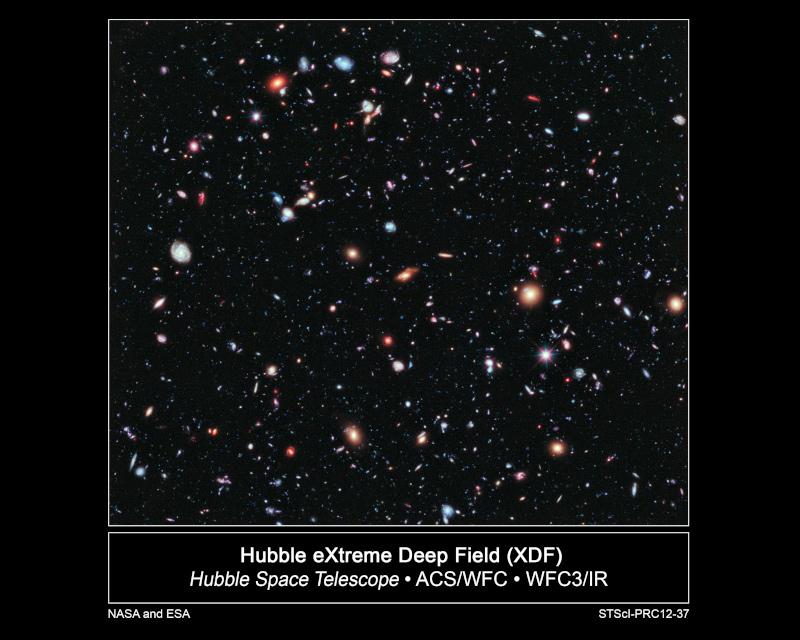 Hubble eXtreme Deep Field (XDF)
Hubble Space Telescope • ACS/WFC • WFC3/IR
NASA and ESA
STScI-PRC12-37